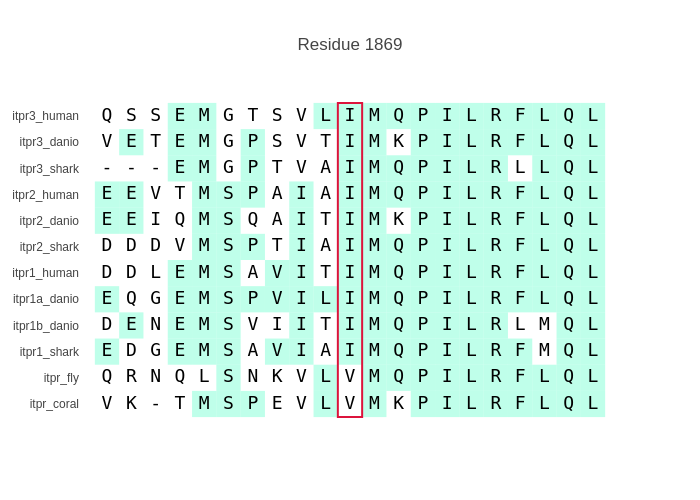 Residue 1869
itpr3_human Q S S E M G T S V L I M Q P I L R F L Q L
itpr3_danio V E T E M G P S V T I M K P I L R F L Q L
itpr3_shark - - - E M G P T V A I M Q P I L R L L Q L
itpr2_human E E V T M S P A I A I M Q P I L R F L Q L
itpr2_danio E E I Q M S Q A I T I M K P I L R F L Q L
itpr2_shark D D D V M S P T I A I M Q P I L R F L Q L
itpr1_human D D L E M S A V I T I M Q P I L R F L Q L
itpr1a_danio E Q G E M S P V I L I M Q P I L R F L Q L
itpr1b_danio D E N E M S V I I T I M Q P I L R L M Q L
itpr1_shark E D G E M S A V I A I M Q P I L R F M Q L
itpr_fly Q R N Q L S N K V L V M Q P I L R F L Q L
itpr_coral V K - T M S P E V L V M K P I L R F L Q L